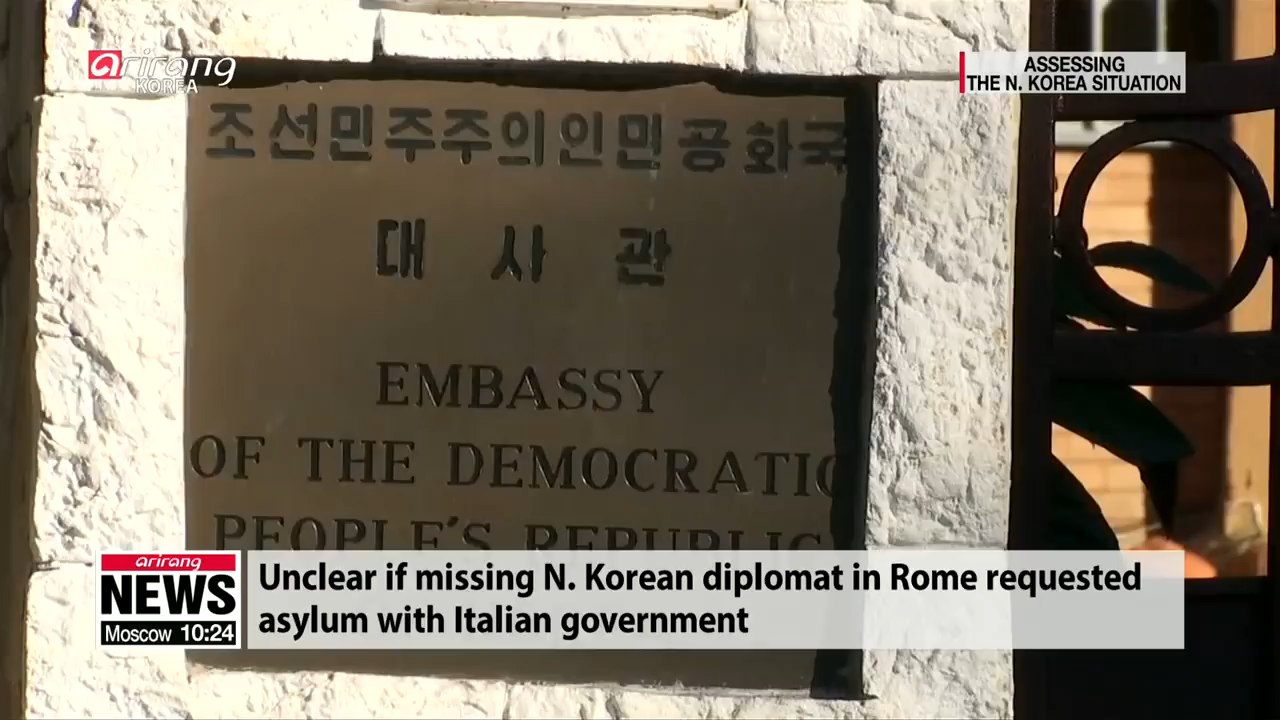 arirang
KOREA
ASSESSING
THE N. KOREA SITUATION
조선민주주의인민공화국
대 사 관
EMBASSY
OF THE DEMOCRATIC
PEOPLE'S REPUBLIC
arirang
NEWS
Moscow 10:24
Unclear if missing N. Korean diplomat in Rome requested
asylum with Italian government